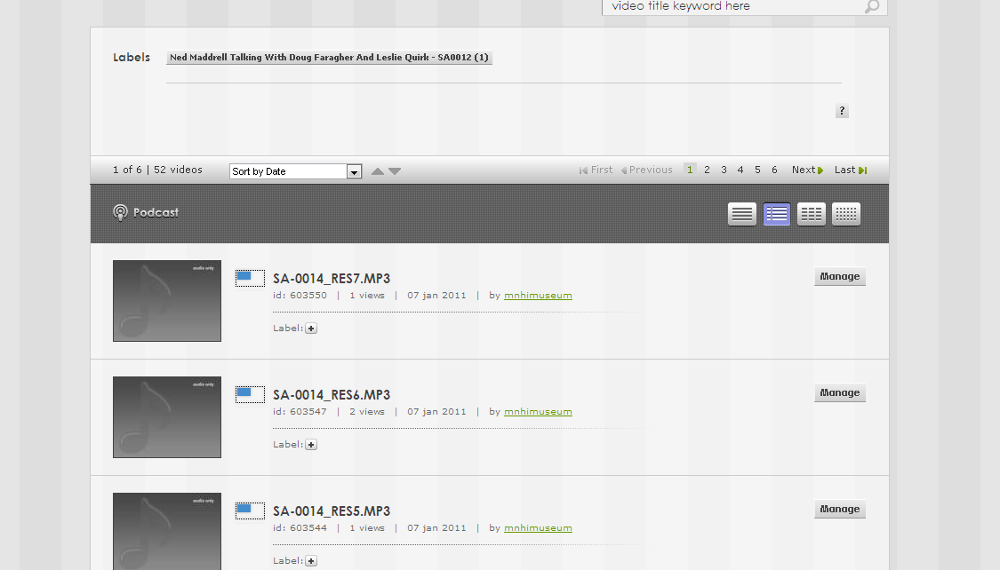 video title keyword here
Labels Ned Maddrell Talking With Doug Faragher And Leslie Quirk - SA0012 (1)
?
1 of 6 | 52 videos Sort by Date First Previous 1 2 3 4 5 6 Next Last
Podcast
audio only
SA-0014_RES7.MP3 Manage
id: 603550 | 1 views | 07 jan 2011 | by mnhimuseum
Label: +
audio only
SA-0014_RES6.MP3 Manage
id: 603547 | 2 views | 07 jan 2011 | by mnhimuseum
Label: +
audio only
SA-0014_RES5.MP3 Manage
id: 603544 | 1 views | 07 jan 2011 | by mnhimuseum
Label: +